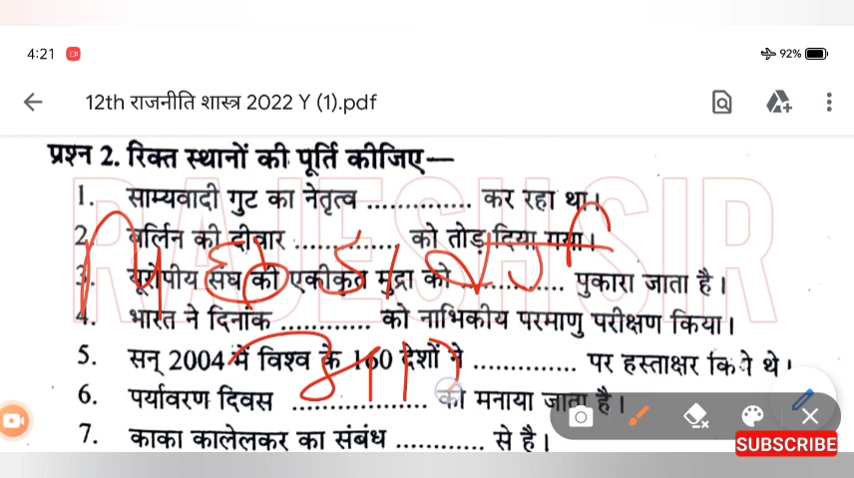 4:21 92%
12th राजनीति शास्त्र 2022 Y (1).pdf
प्रश्न 2. रिक्त स्थानों की पूर्ति कीजिए—
1. साम्यवादी गुट का नेतृत्व .............. कर रहा था।
2. बर्लिन की दीवार .............. को तोड़ दिया गया।
3. यूरोपीय संघ की एकीकृत मुद्रा को .............. पुकारा जाता है।
4. भारत ने दिनांक ............ को नाभिकीय परमाणु परीक्षण किया।
5. सन् 2004 में विश्व के 160 देशों ने .............. पर हस्ताक्षर किये थे।
6. पर्यावरण दिवस .................. को मनाया जाता है।
7. काका कालेलकर का संबंध ............ से है।
RAJESH SIR
SUBSCRIBE